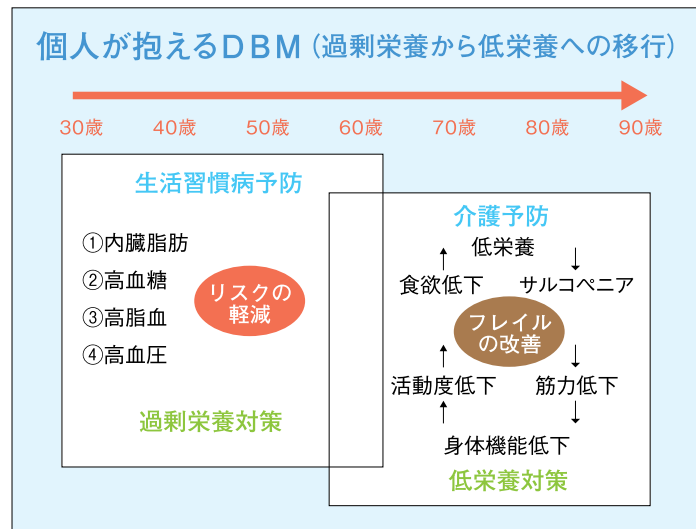 個人が抱えるDBM（過剰栄養から低栄養への移行）
30歳 40歳 50歳 60歳 70歳 80歳 90歳
生活習慣病予防
①内臓脂肪
②高血糖
③高脂血
④高血圧
リスクの
軽減
過剰栄養対策
介護予防
低栄養
食欲低下 サルコペニア
フレイル
の改善
活動度低下 筋力低下
身体機能低下
低栄養対策